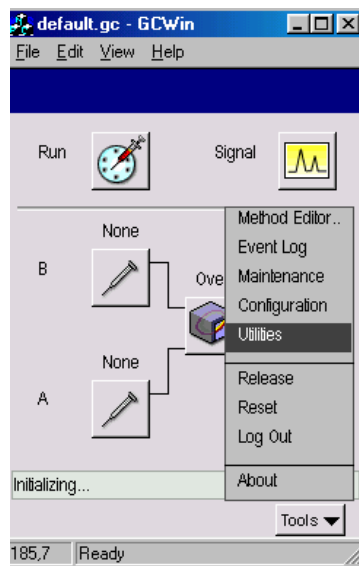 default.gc - GCWin
File Edit View Help
Run
Signal
Method Editor..
None
Event Log
B
Ove
Maintenance
Configuration
Utilities
None
Release
A
Reset
Log Out
Initializing...
About
Tools
185,7 Ready